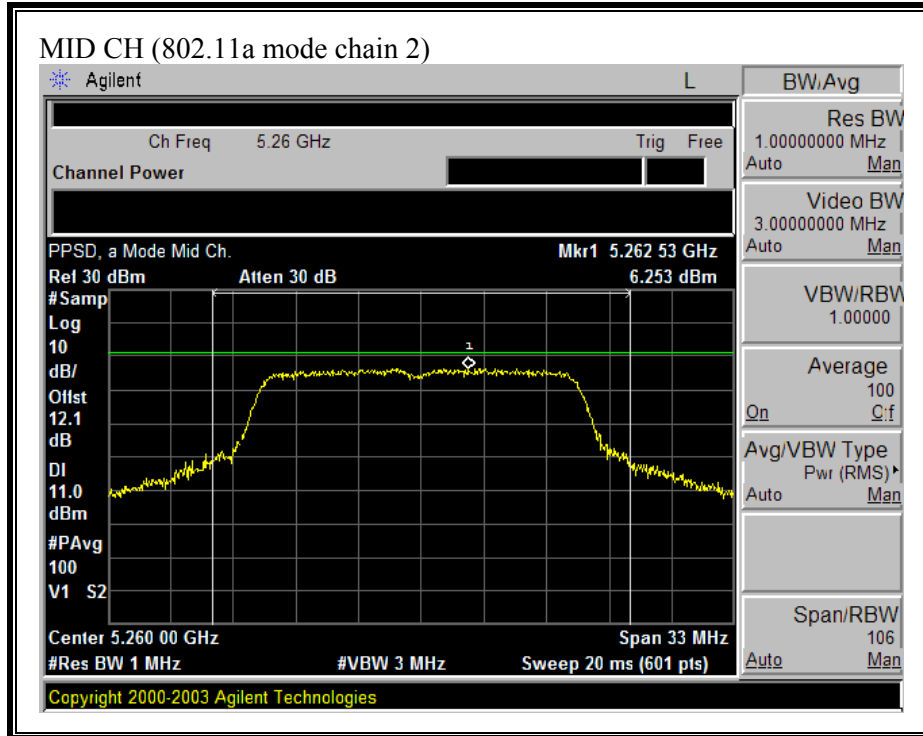 MID CH (802.11a mode chain 2)
Agilent L
BW/Avg
Ch Freq 5.26 GHz Trig Free
Channel Power
PPSD, a Mode Mid Ch. Mkr1 5.262 53 GHz
Ref 30 dBm Atten 30 dB 6.253 dBm
#Samp
Log
10
dB/
Offst
12.1
dB
DI
11.0
dBm
#PAvg
100
V1 S2
1
Center 5.260 00 GHz Span 33 MHz
#Res BW 1 MHz #VBW 3 MHz Sweep 20 ms (601 pts)
Copyright 2000-2003 Agilent Technologies
Res BW
1.00000000 MHz
Auto Man
Video BW
3.00000000 MHz
Auto Man
VBW/RBW
1.00000
Average
100
On Off
Avg/VBW Type
Pwr (RMS)
Auto Man
Span/RBW
106
Auto Man